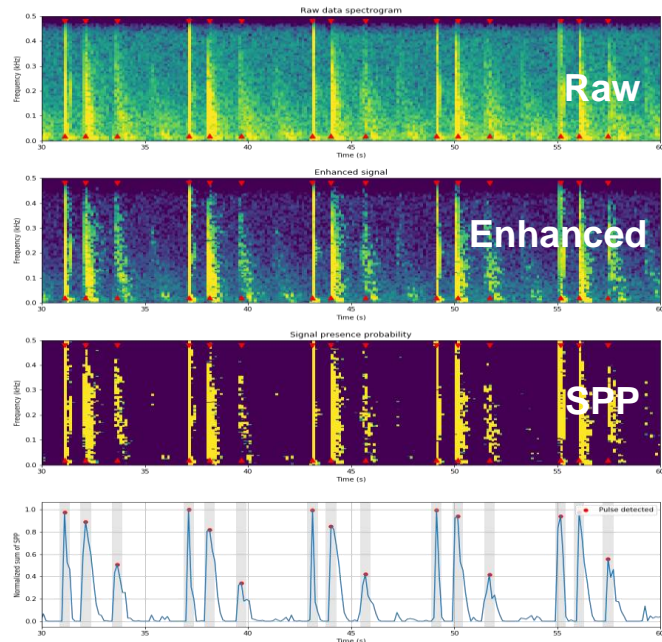 Raw data spectrogram
Frequency (kHz)
0.5
0.4
0.3
0.2
0.1
0.0
Raw
30 35 40 45 50 55 60
Time (s)
Enhanced signal
Frequency (kHz)
0.5
0.4
0.3
0.2
0.1
0.0
Enhanced
30 35 40 45 50 55 60
Time (s)
Signal presence probability
Frequency (kHz)
0.5
0.4
0.3
0.2
0.1
0.0
SPP
30 35 40 45 50 55 60
Time (s)
Normalized sum of SPP
1.0
0.8
0.6
0.4
0.2
0.0
Pulse detected
30 35 40 45 50 55 60
Time (s)